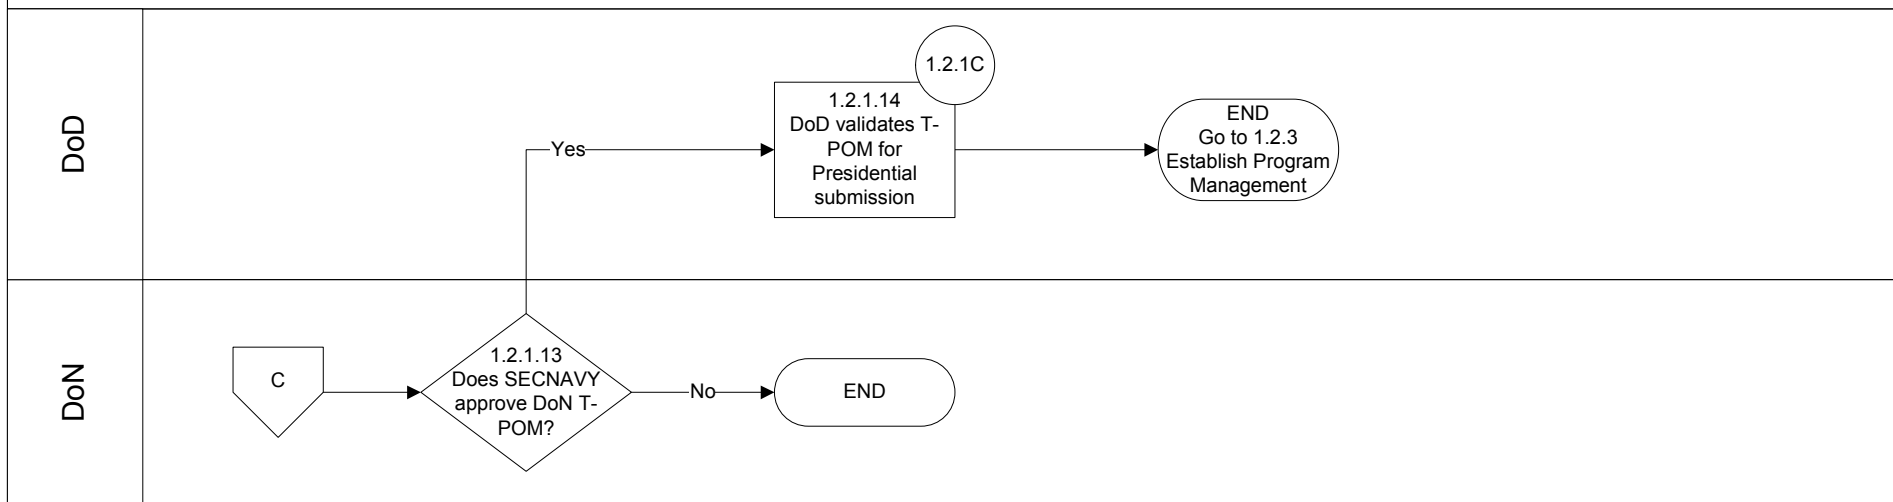 DoD
1.2.1C
1.2.1.14
DoD validates T-
POM for
Presidential
submission
Yes
END
Go to 1.2.3
Establish Program
Management
DoN
C
1.2.1.13
Does SECNAVY
approve DoN T-
POM?
No
END